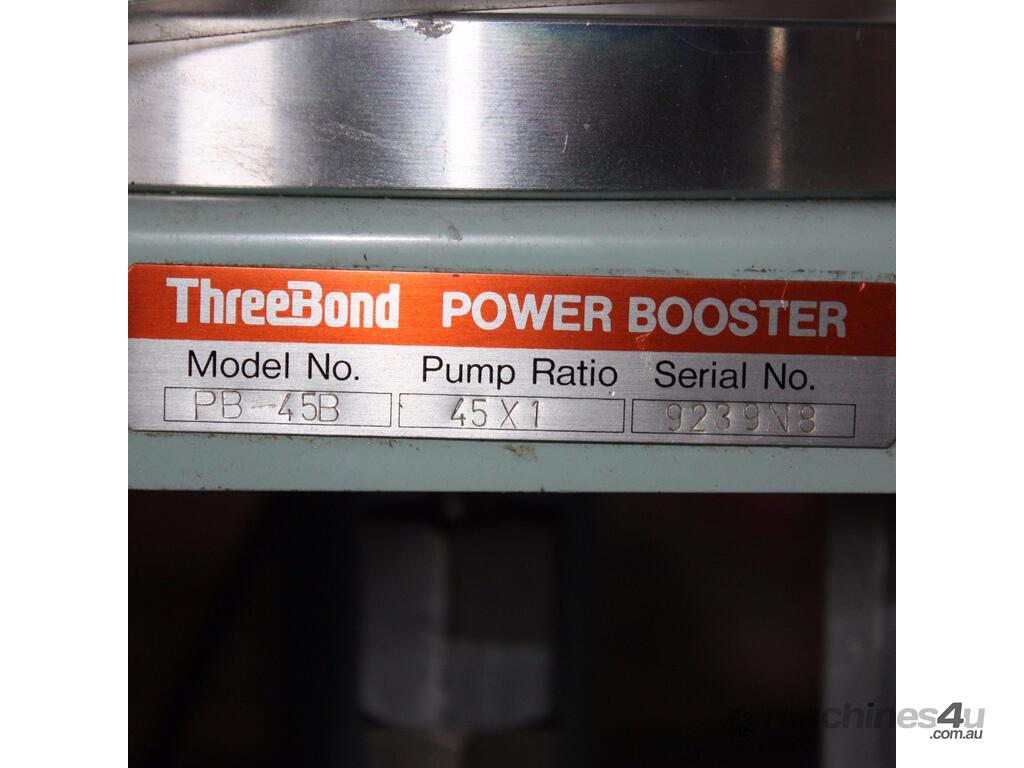 ThreeBond POWER BOOSTER
Model No. Pump Ratio Serial No.
PB-45B 45X1 9239N8
machines4u
.com.au